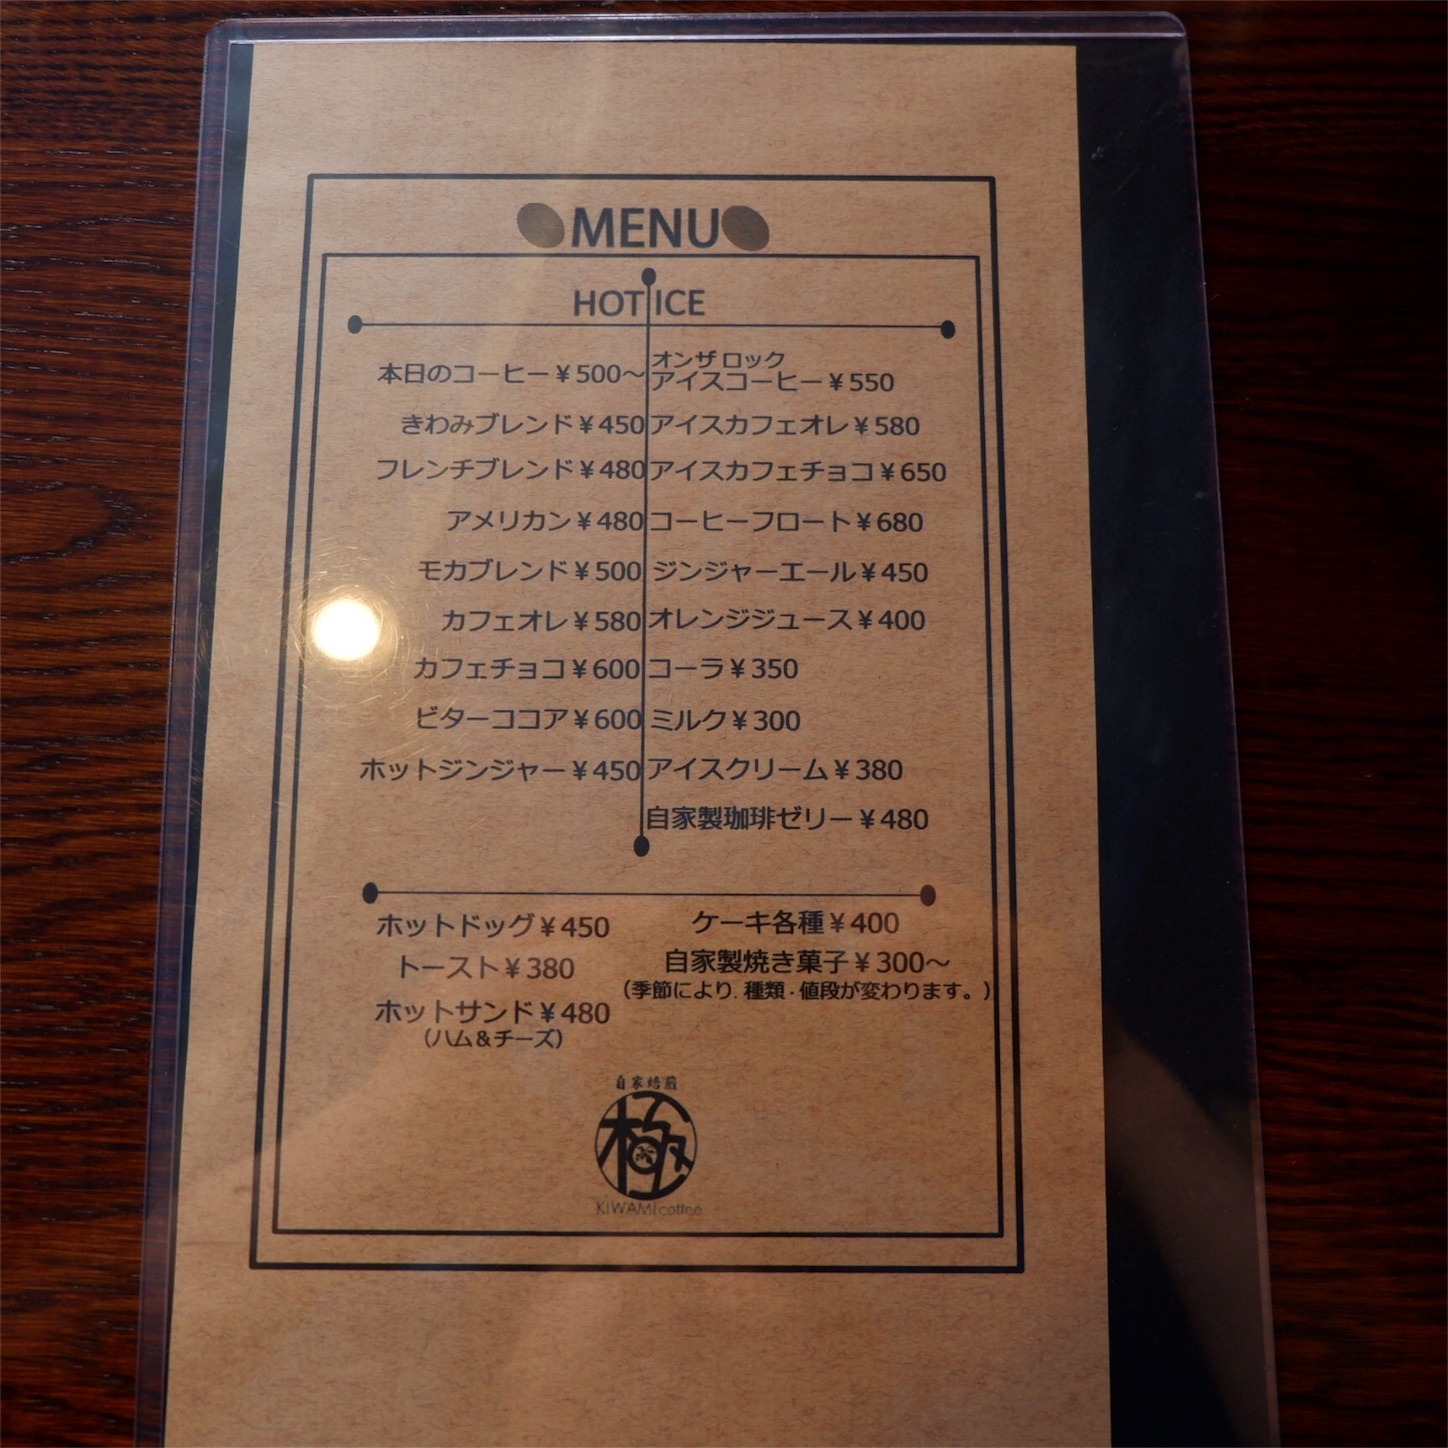 MENU
HOT
本日のコーヒー¥500～
きわみブレンド¥450
フレンチブレンド¥480
アメリカン¥480
モカブレンド¥500
カフェオレ¥580
カフェチョコ¥600
ビターココア¥600
ホットジンジャー¥450
ICE
オンザ ロック
アイスコーヒー¥550
アイスカフェオレ¥580
アイスカフェチョコ¥650
コーヒーフロート¥680
ジンジャーエール¥450
オレンジジュース¥400
コーラ¥350
ミルク¥300
アイスクリーム¥380
自家製珈琲ゼリー¥480
ホットドッグ¥450
トースト¥380
ホットサンド¥480
（ハム＆チーズ）
ケーキ各種¥400
自家製焼き菓子¥300～
（季節により、種類・値段が変わります。）
自家焙煎
極
KIWAMI coffee